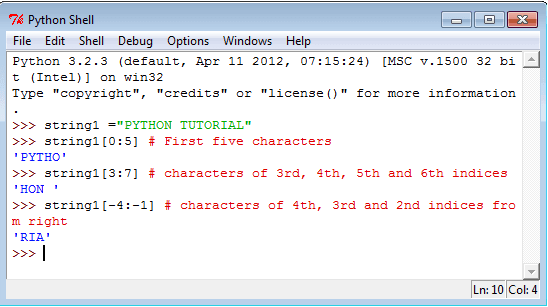 Python Shell
File Edit Shell Debug Options Windows Help
Python 3.2.3 (default, Apr 11 2012, 07:15:24) [MSC v.1500 32 bi
t (Intel)] on win32
Type "copyright", "credits" or "license()" for more information
.
>>> string1 ="PYTHON TUTORIAL"
>>> string1[0:5] # First five characters
'PYTHO'
>>> string1[3:7] # characters of 3rd, 4th, 5th and 6th indices
'HON '
>>> string1[-4:-1] # characters of 4th, 3rd and 2nd indices fro
m right
'RIA'
>>>
Ln: 10 Col: 4